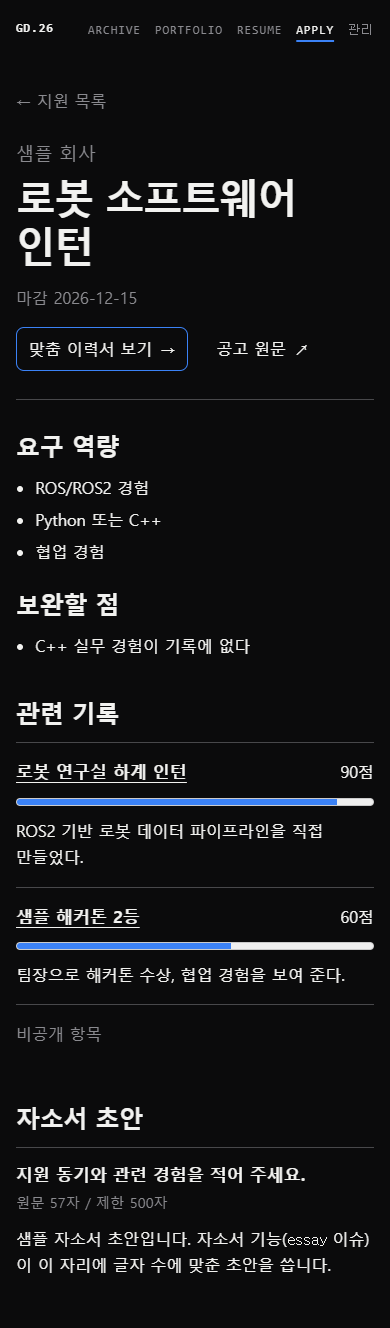 GD.26 ARCHIVE PORTFOLIO RESUME APPLY 관리
← 지원 목록
샘플 회사
로봇 소프트웨어
인턴
마감 2026-12-15
맞춤 이력서 보기 → 공고 원문 ↗
요구 역량
• ROS/ROS2 경험
• Python 또는 C++
• 협업 경험
보완할 점
• C++ 실무 경험이 기록에 없다
관련 기록
로봇 연구실 하계 인턴 90점
ROS2 기반 로봇 데이터 파이프라인을 직접
만들었다.
샘플 해커톤 2등 60점
팀장으로 해커톤 수상, 협업 경험을 보여 준다.
비공개 항목
자소서 초안
지원 동기와 관련 경험을 적어 주세요.
원문 57자 / 제한 500자
샘플 자소서 초안입니다. 자소서 기능(essay 이슈)
이 이 자리에 글자 수에 맞춘 초안을 씁니다.